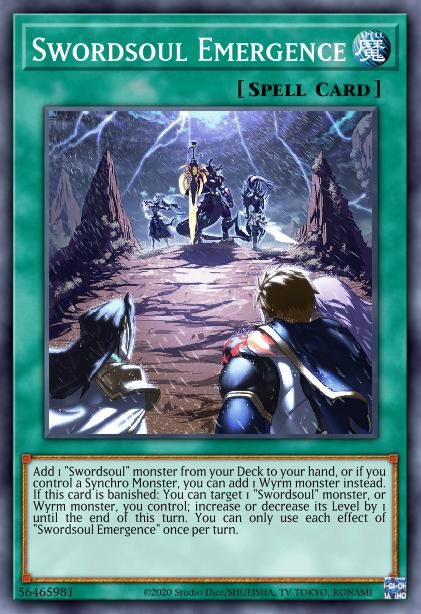 Swordsoul Emergence
SPELL
魔
[Spell Card]
Add 1 "Swordsoul" monster from your Deck to your hand, or if you
control a Synchro Monster, you can add 1 Wyrm monster instead.
If this card is banished: You can target 1 "Swordsoul" monster, or
Wyrm monster, you control; increase or decrease its Level by 1
until the end of this turn. You can only use each effect of
"Swordsoul Emergence" once per turn.
56465981
©2020 Studio Dice/SHUEISHA, TV TOKYO, KONAMI